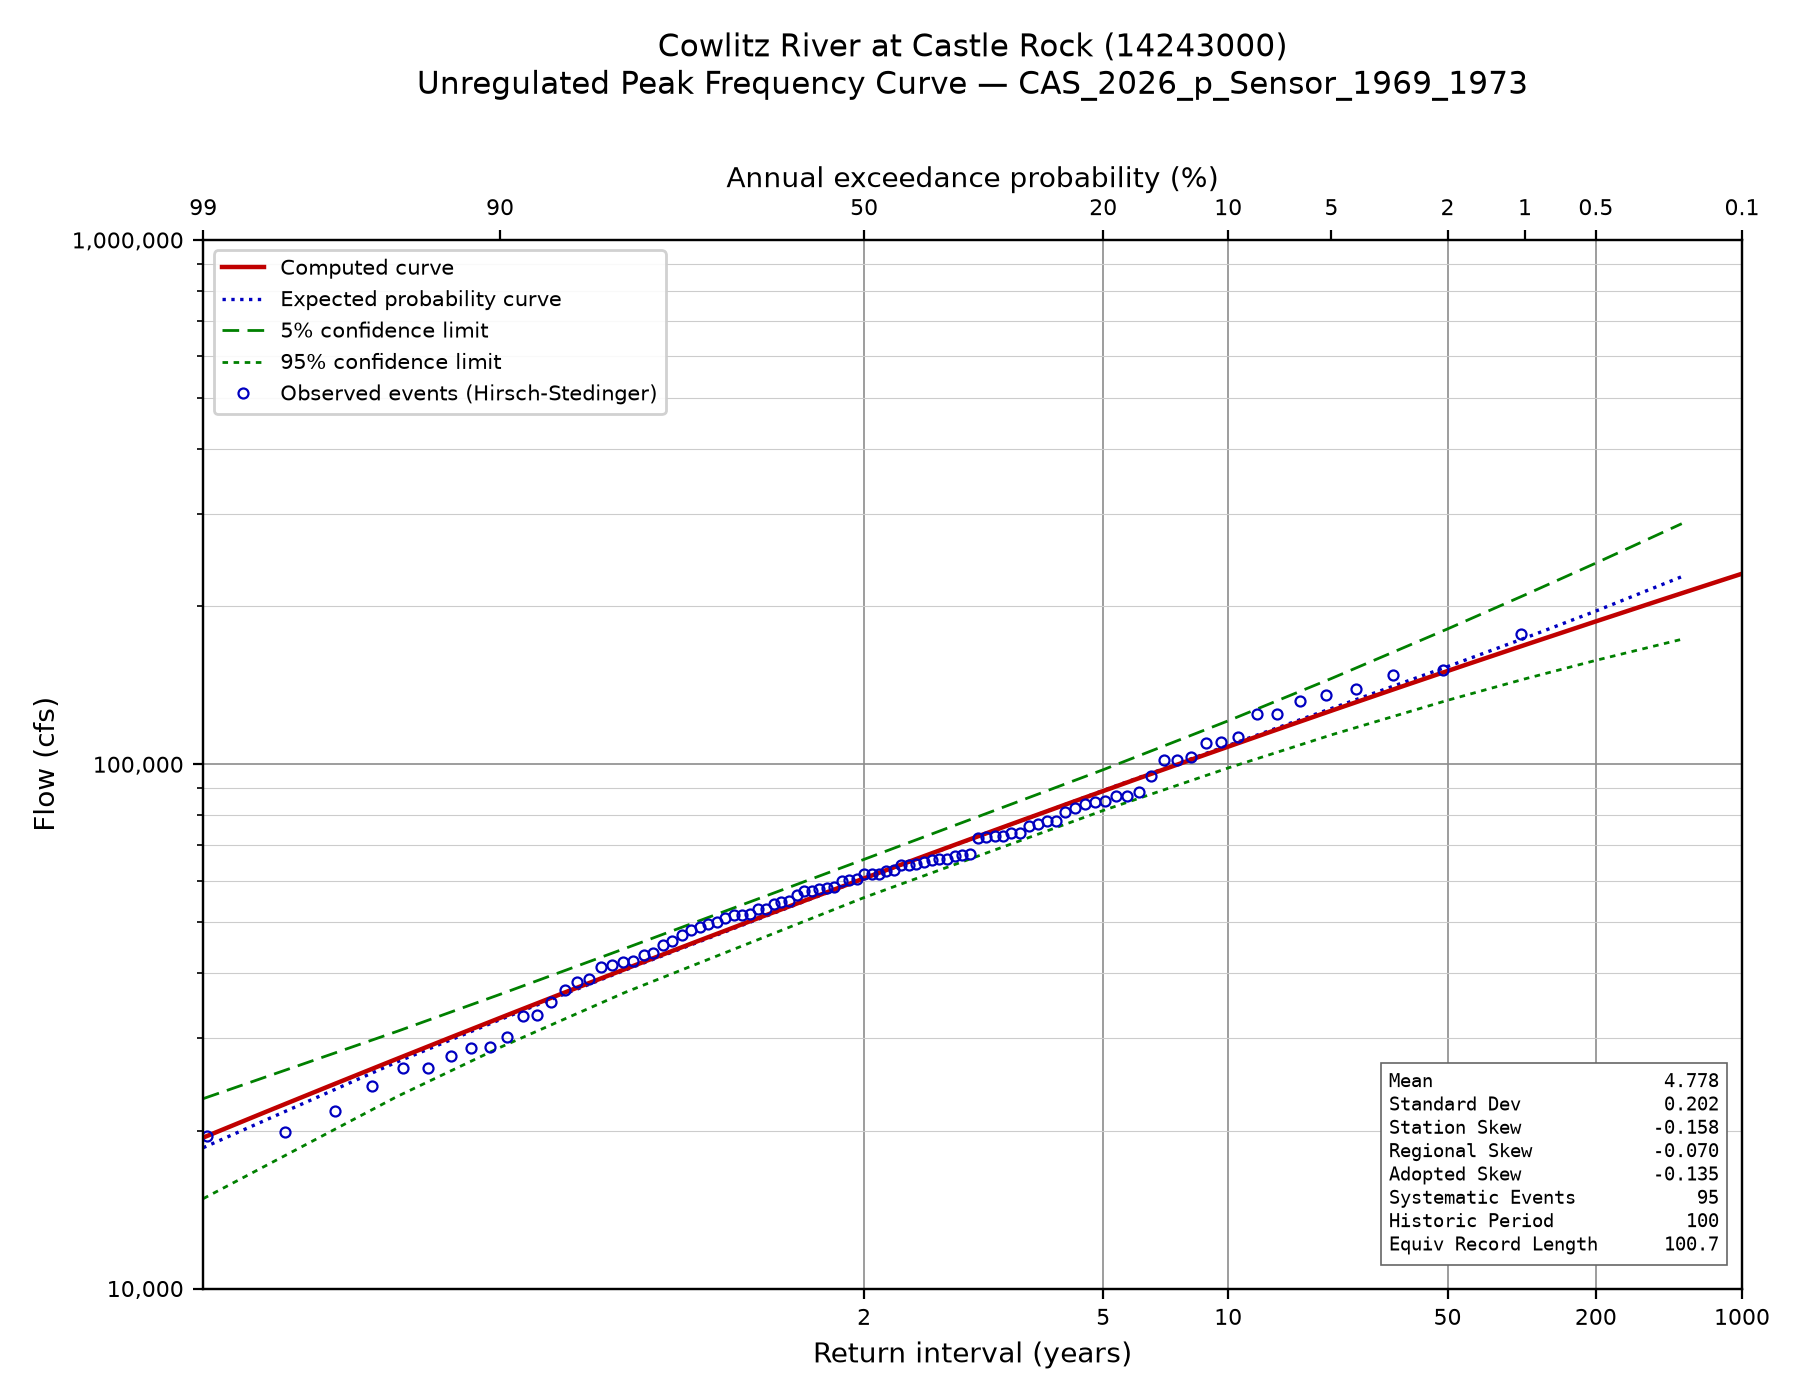 Cowlitz River at Castle Rock (14243000)
Unregulated Peak Frequency Curve — CAS_2026_p_Sensor_1969_1973
Annual exceedance probability (%)
99 90 50 20 10 5 2 1 0.5 0.1
1,000,000
Computed curve
Expected probability curve
5% confidence limit
95% confidence limit
Observed events (Hirsch-Stedinger)
Flow (cfs)
100,000
Mean 4.778
Standard Dev 0.202
Station Skew -0.158
Regional Skew -0.070
Adopted Skew -0.135
Systematic Events 95
Historic Period 100
Equiv Record Length 100.7
10,000
2 5 10 50 200 1000
Return interval (years)